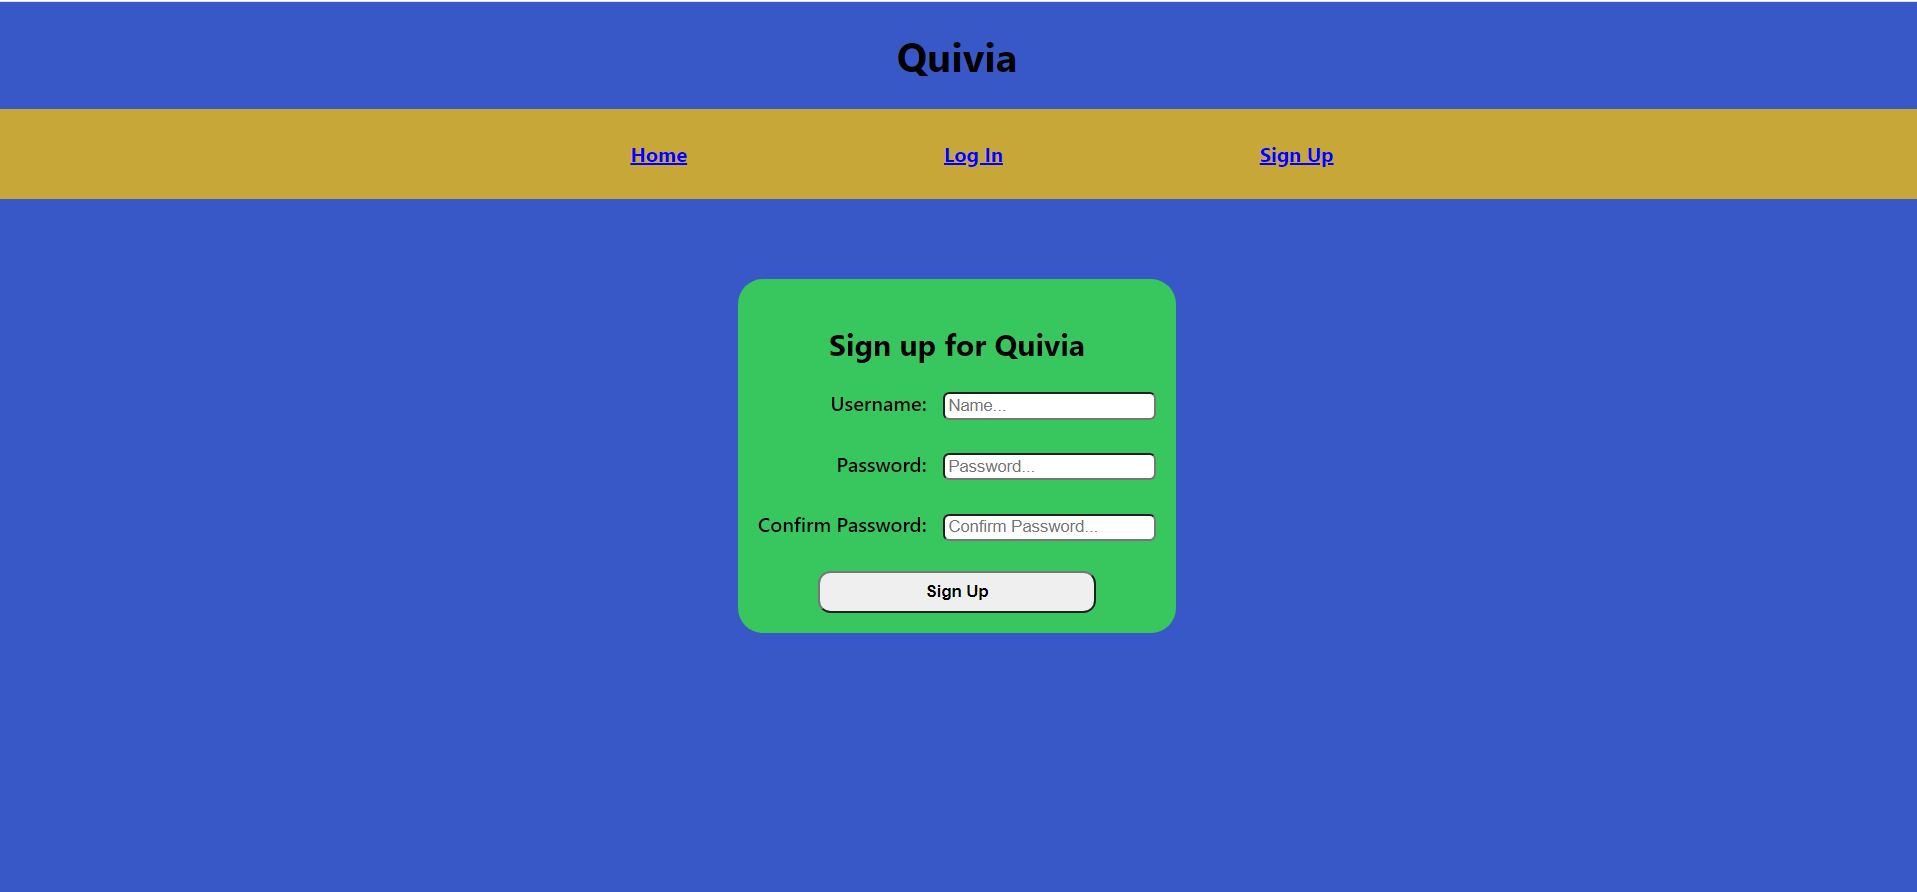 Quivia
Home Log In Sign Up
Sign up for Quivia
Username: Name...
Password: Password...
Confirm Password: Confirm Password...
Sign Up